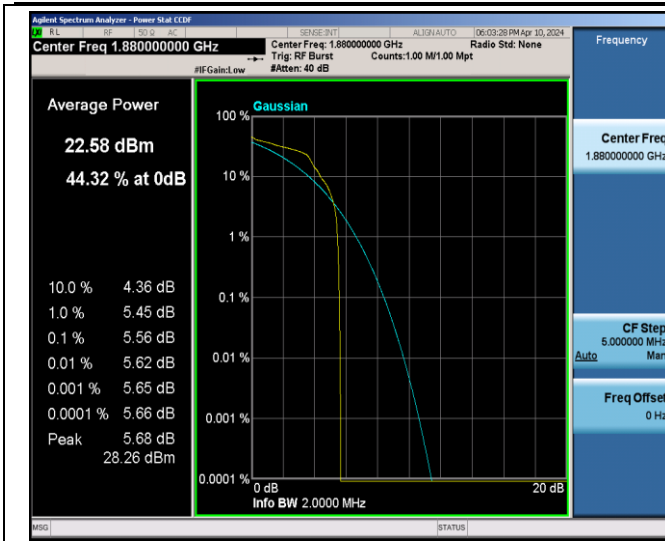 Agilent Spectrum Analyzer - Power Stat CCDF
LXI RL RF 50 Ω AC SENSE:INT ALIGN AUTO 06:03:28 PM Apr 10, 2024
Center Freq 1.880000000 GHz
Center Freq: 1.880000000 GHz Radio Std: None
Trig: RF Burst Counts:1.00 M/1.00 Mpt
#IFGain:Low #Atten: 40 dB
Frequency
Average Power
22.58 dBm
44.32 % at 0dB
10.0 % 4.36 dB
1.0 % 5.45 dB
0.1 % 5.56 dB
0.01 % 5.62 dB
0.001 % 5.65 dB
0.0001 % 5.66 dB
Peak 5.68 dB
28.26 dBm
Gaussian
100 %
10 %
1 %
0.1 %
0.01 %
0.001 %
0.0001 %
0 dB 20 dB
Info BW 2.0000 MHz
Center Freq
1.880000000 GHz
CF Step
5.000000 MHz
Auto Man
Freq Offset
0 Hz
MSG STATUS